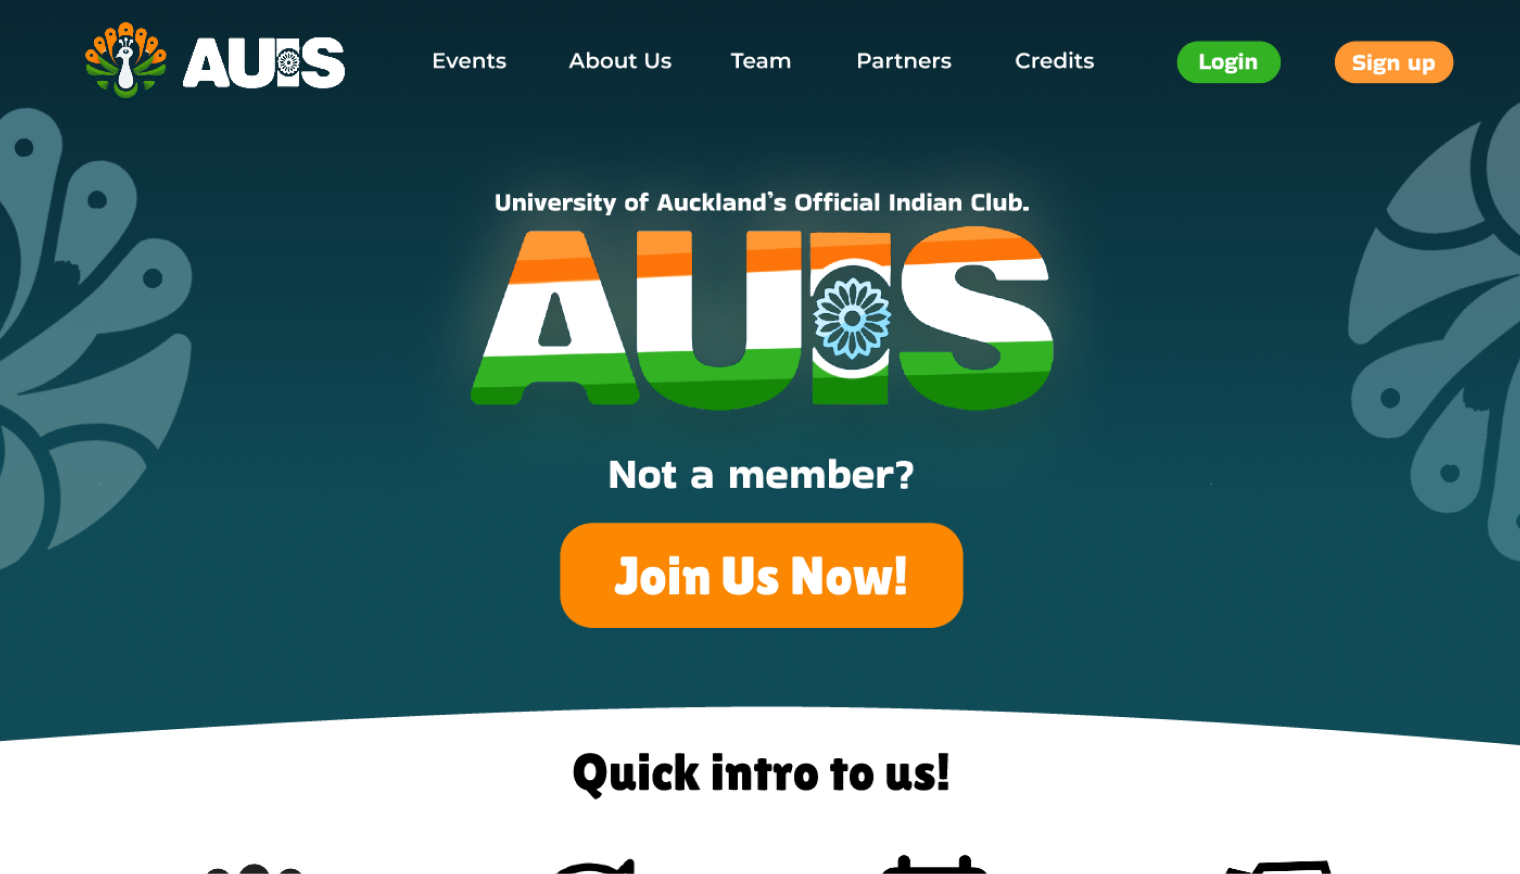 AUIS
Events
About Us
Team
Partners
Credits
Login
Sign up
University of Auckland's Official Indian Club.
AUIS
Not a member?
Join Us Now!
Quick intro to us!